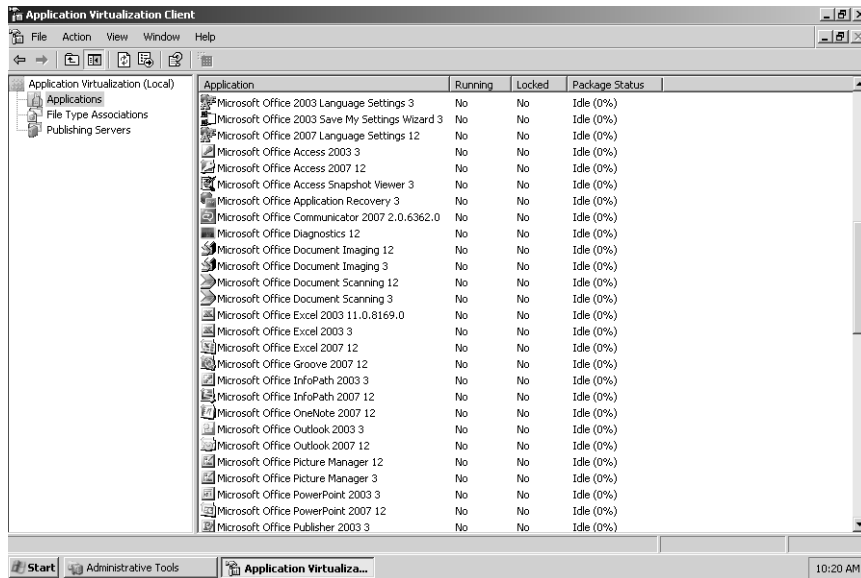 Application Virtualization Client
File Action View Window Help
Application Virtualization (Local)
Applications
File Type Associations
Publishing Servers
Application Running Locked Package Status
Microsoft Office 2003 Language Settings 3 No No Idle (0%)
Microsoft Office 2003 Save My Settings Wizard 3 No No Idle (0%)
Microsoft Office 2007 Language Settings 12 No No Idle (0%)
Microsoft Office Access 2003 3 No No Idle (0%)
Microsoft Office Access 2007 12 No No Idle (0%)
Microsoft Office Access Snapshot Viewer 3 No No Idle (0%)
Microsoft Office Application Recovery 3 No No Idle (0%)
Microsoft Office Communicator 2007 2.0.6362.0 No No Idle (0%)
Microsoft Office Diagnostics 12 No No Idle (0%)
Microsoft Office Document Imaging 12 No No Idle (0%)
Microsoft Office Document Imaging 3 No No Idle (0%)
Microsoft Office Document Scanning 12 No No Idle (0%)
Microsoft Office Document Scanning 3 No No Idle (0%)
Microsoft Office Excel 2003 11.0.8169.0 No No Idle (0%)
Microsoft Office Excel 2003 3 No No Idle (0%)
Microsoft Office Excel 2007 12 No No Idle (0%)
Microsoft Office Groove 2007 12 No No Idle (0%)
Microsoft Office InfoPath 2003 3 No No Idle (0%)
Microsoft Office InfoPath 2007 12 No No Idle (0%)
Microsoft Office OneNote 2007 12 No No Idle (0%)
Microsoft Office Outlook 2003 3 No No Idle (0%)
Microsoft Office Outlook 2007 12 No No Idle (0%)
Microsoft Office Picture Manager 12 No No Idle (0%)
Microsoft Office Picture Manager 3 No No Idle (0%)
Microsoft Office PowerPoint 2003 3 No No Idle (0%)
Microsoft Office PowerPoint 2007 12 No No Idle (0%)
Microsoft Office Publisher 2003 3 No No Idle (0%)
Start Administrative Tools Application Virtualiza... 10:20 AM